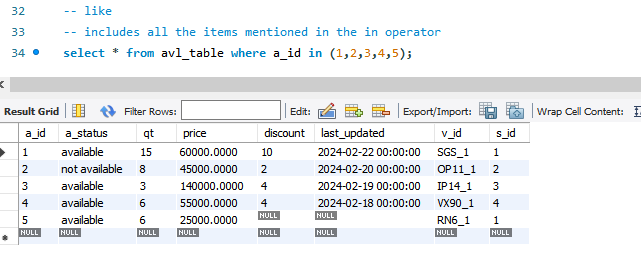 32 -- like
33 -- includes all the items mentioned in the in operator
34 select * from avl_table where a_id in (1,2,3,4,5);
Result Grid Filter Rows: Edit: Export/Import: Wrap Cell Content:
a_id a_status qt price discount last_updated v_id s_id
1 available 15 60000.0000 10 2024-02-22 00:00:00 SGS_1 1
2 not available 8 45000.0000 2 2024-02-20 00:00:00 OP11_1 2
3 available 3 140000.0000 4 2024-02-19 00:00:00 IP14_1 3
4 available 6 55000.0000 4 2024-02-18 00:00:00 VX90_1 4
5 available 6 25000.0000 NULL NULL RN6_1 1
NULL NULL NULL NULL NULL NULL NULL NULL